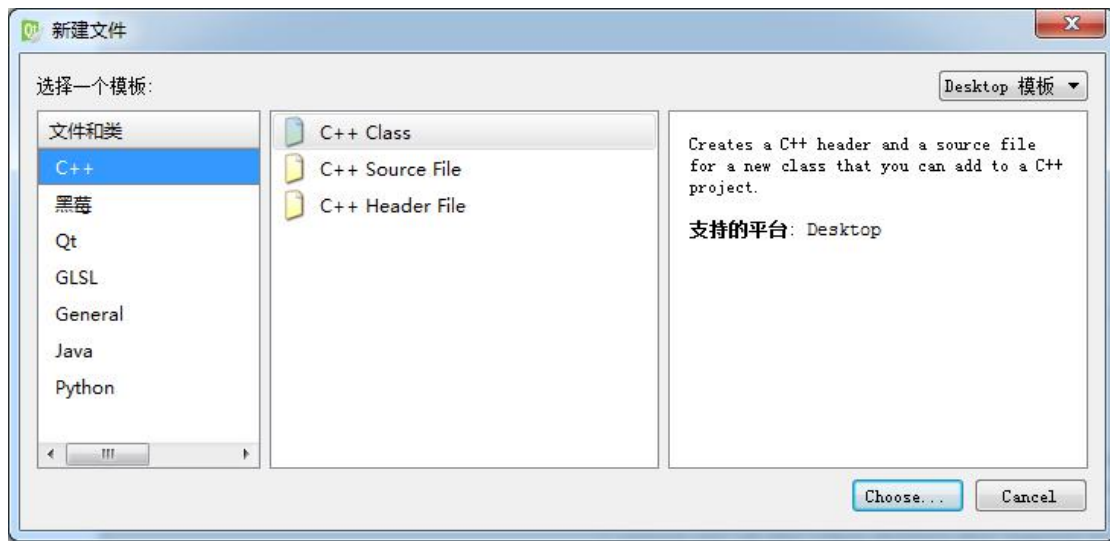 新建文件
选择一个模板:
Desktop 模板
文件和类
C++
黑莓
Qt
GLSL
General
Java
Python
C++ Class
C++ Source File
C++ Header File
Creates a C++ header and a source file
for a new class that you can add to a C++
project.
支持的平台: Desktop
Choose...
Cancel